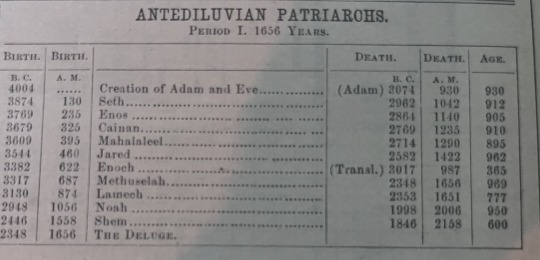 ANTEDILUVIAN PATRIARCHS.
PERIOD I. 1656 YEARS.
BIRTH. BIRTH. DEATH. DEATH. AGE.
B. C. A. M. B. C. A. M.
4004 ...... Creation of Adam and Eve............ (Adam) 3074 930 930
3874 130 Seth.............................. 2962 1042 912
3769 235 Enos.............................. 2864 1140 905
3679 325 Cainan.............................. 2769 1235 910
3609 395 Mahalaleel.............................. 2714 1290 895
3544 460 Jared.............................. 2582 1422 962
3382 622 Enoch.............................. (Transl.) 3017 987 365
3317 687 Methuselah.............................. 2348 1656 969
3130 874 Lamech.............................. 2353 1651 777
2948 1056 Noah.............................. 1998 2006 950
2446 1558 Shem.............................. 1846 2158 600
2348 1656 THE DELUGE.